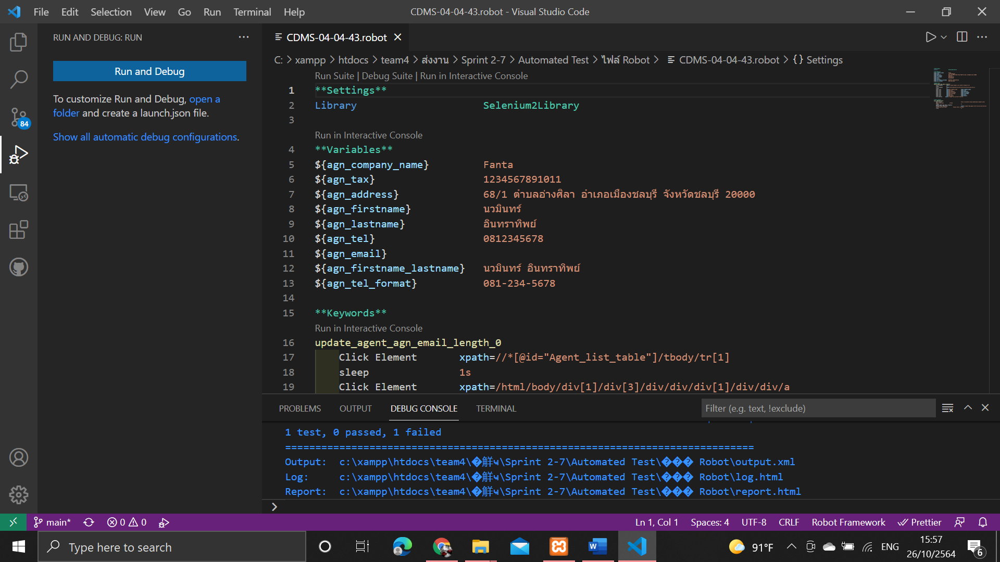 File Edit Selection View Go Run Terminal Help
CDMS-04-04-43.robot - Visual Studio Code
RUN AND DEBUG: RUN
Run and Debug
To customize Run and Debug, open a
folder and create a launch.json file.
Show all automatic debug configurations.
84
CDMS-04-04-43.robot
C: > xampp > htdocs > team4 > ส่งงาน > Sprint 2-7 > Automated Test > ไฟล์ Robot > CDMS-04-04-43.robot > {} Settings
Run Suite | Debug Suite | Run in Interactive Console
1 **Settings**
2 Library Selenium2Library
3
Run in Interactive Console
4 **Variables**
5 ${agn_company_name} Fanta
6 ${agn_tax} 1234567891011
7 ${agn_address} 68/1 ตำบลอ่างศิลา อำเภอเมืองชลบุรี จังหวัดชลบุรี 20000
8 ${agn_firstname} นวมินทร์
9 ${agn_lastname} อินทราทิพย์
10 ${agn_tel} 0812345678
11 ${agn_email}
12 ${agn_firstname_lastname} นวมินทร์ อินทราทิพย์
13 ${agn_tel_format} 081-234-5678
14
15 **Keywords**
Run in Interactive Console
16 update_agent_agn_email_length_0
17 Click Element xpath=//*[@id="Agent_list_table"]/tbody/tr[1]
18 sleep 1s
19 Click Element xpath=/html/body/div[1]/div[3]/div/div/div[1]/div/div/a
PROBLEMS OUTPUT DEBUG CONSOLE TERMINAL
Filter (e.g. text, !exclude)
1 test, 0 passed, 1 failed
==============================================================================
Output: c:\xampp\htdocs\team4\�觧ҹ\Sprint 2-7\Automated Test\��� Robot\output.xml
Log: c:\xampp\htdocs\team4\�觧ҹ\Sprint 2-7\Automated Test\��� Robot\log.html
Report: c:\xampp\htdocs\team4\�觧ҹ\Sprint 2-7\Automated Test\��� Robot\report.html
main* 0 0
Ln 1, Col 1 Spaces: 4 UTF-8 CRLF Robot Framework Prettier
Type here to search
91°F ENG
15:57
26/10/2564
6